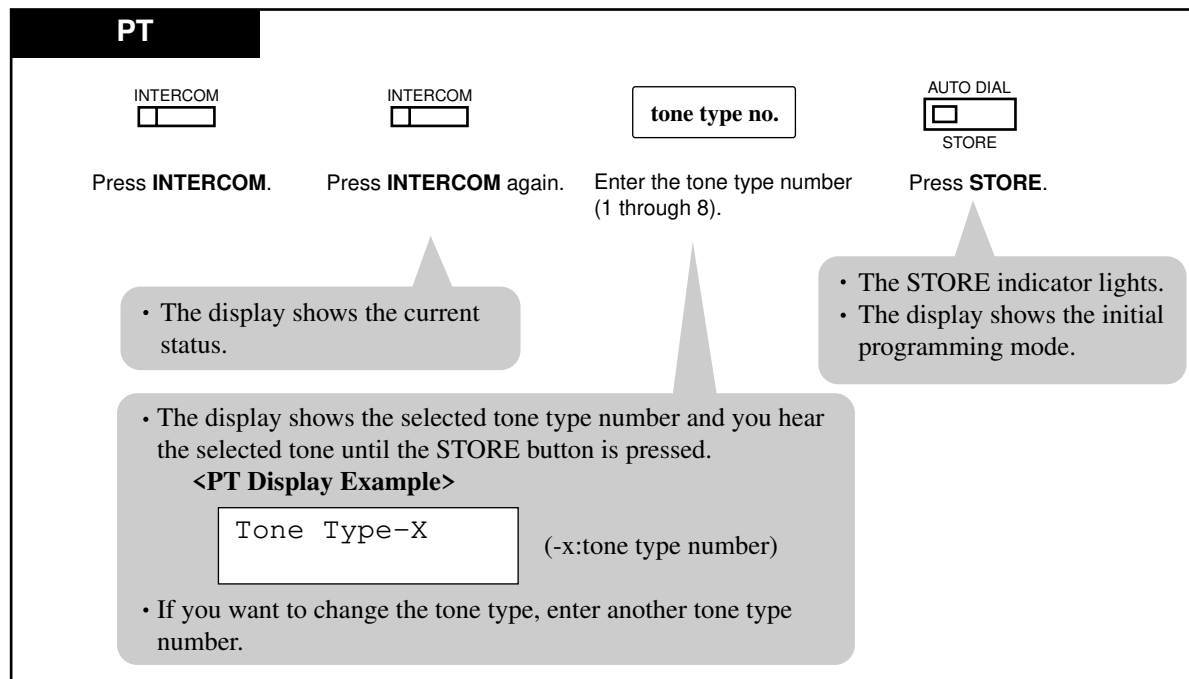 PT
INTERCOM
INTERCOM
tone type no.
AUTO DIAL
STORE
Press INTERCOM.
Press INTERCOM again.
Enter the tone type number
(1 through 8).
Press STORE.
· The display shows the current
status.
· The STORE indicator lights.
· The display shows the initial
programming mode.
· The display shows the selected tone type number and you hear
the selected tone until the STORE button is pressed.
<PT Display Example>
Tone Type-X
(-x:tone type number)
· If you want to change the tone type, enter another tone type
number.